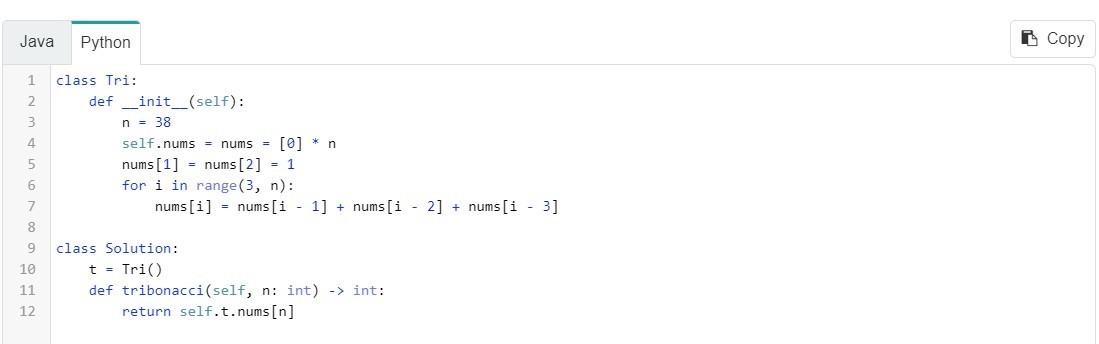 Java Python Copy
1 class Tri:
2     def __init__(self):
3         n = 38
4         self.nums = nums = [0] * n
5         nums[1] = nums[2] = 1
6         for i in range(3, n):
7             nums[i] = nums[i - 1] + nums[i - 2] + nums[i - 3]
8
9 class Solution:
10     t = Tri()
11     def tribonacci(self, n: int) -> int:
12         return self.t.nums[n]